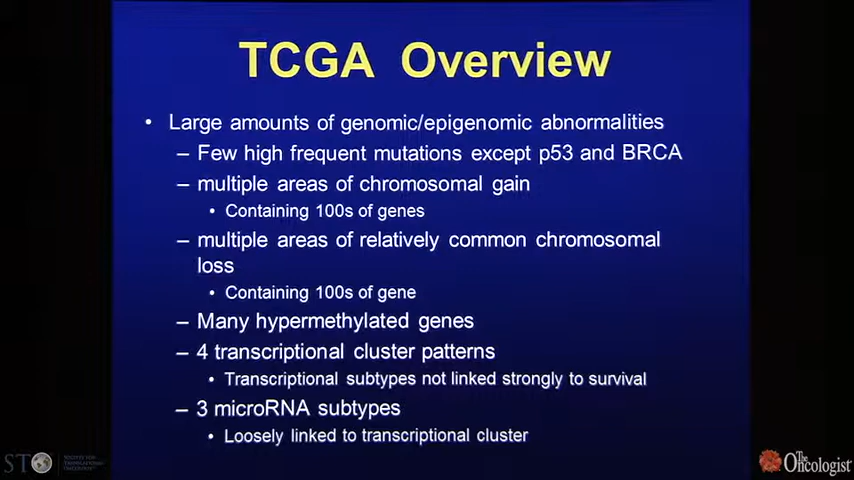 TCGA Overview
• Large amounts of genomic/epigenomic abnormalities
– Few high frequent mutations except p53 and BRCA
– multiple areas of chromosomal gain
• Containing 100s of genes
– multiple areas of relatively common chromosomal
loss
• Containing 100s of gene
– Many hypermethylated genes
– 4 transcriptional cluster patterns
• Transcriptional subtypes not linked strongly to survival
– 3 microRNA subtypes
• Loosely linked to transcriptional cluster
The
Oncologist